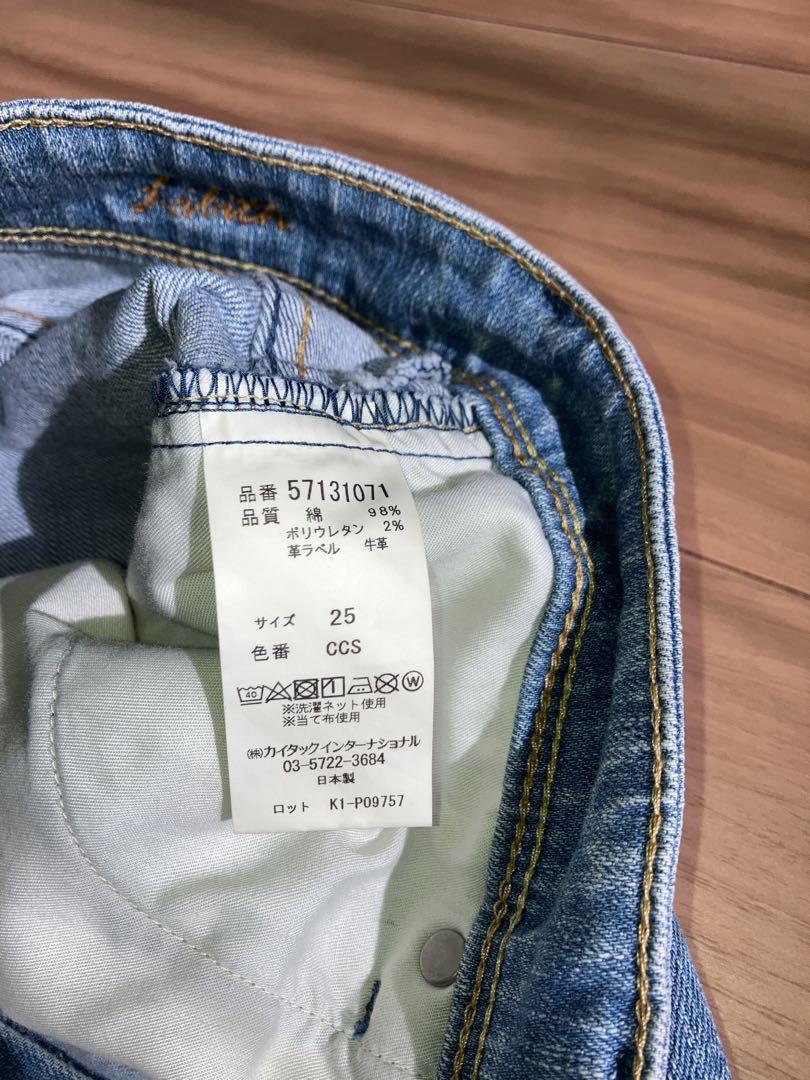 品番 57131071
品質 綿 98%
ポリウレタン 2%
革ラベル 牛革
サイズ 25
色番 CCS
40 1 W
※洗濯ネット使用
※当て布使用
㈱カイタックインターナショナル
03-5722-3684
日本製
ロット K1-P09757